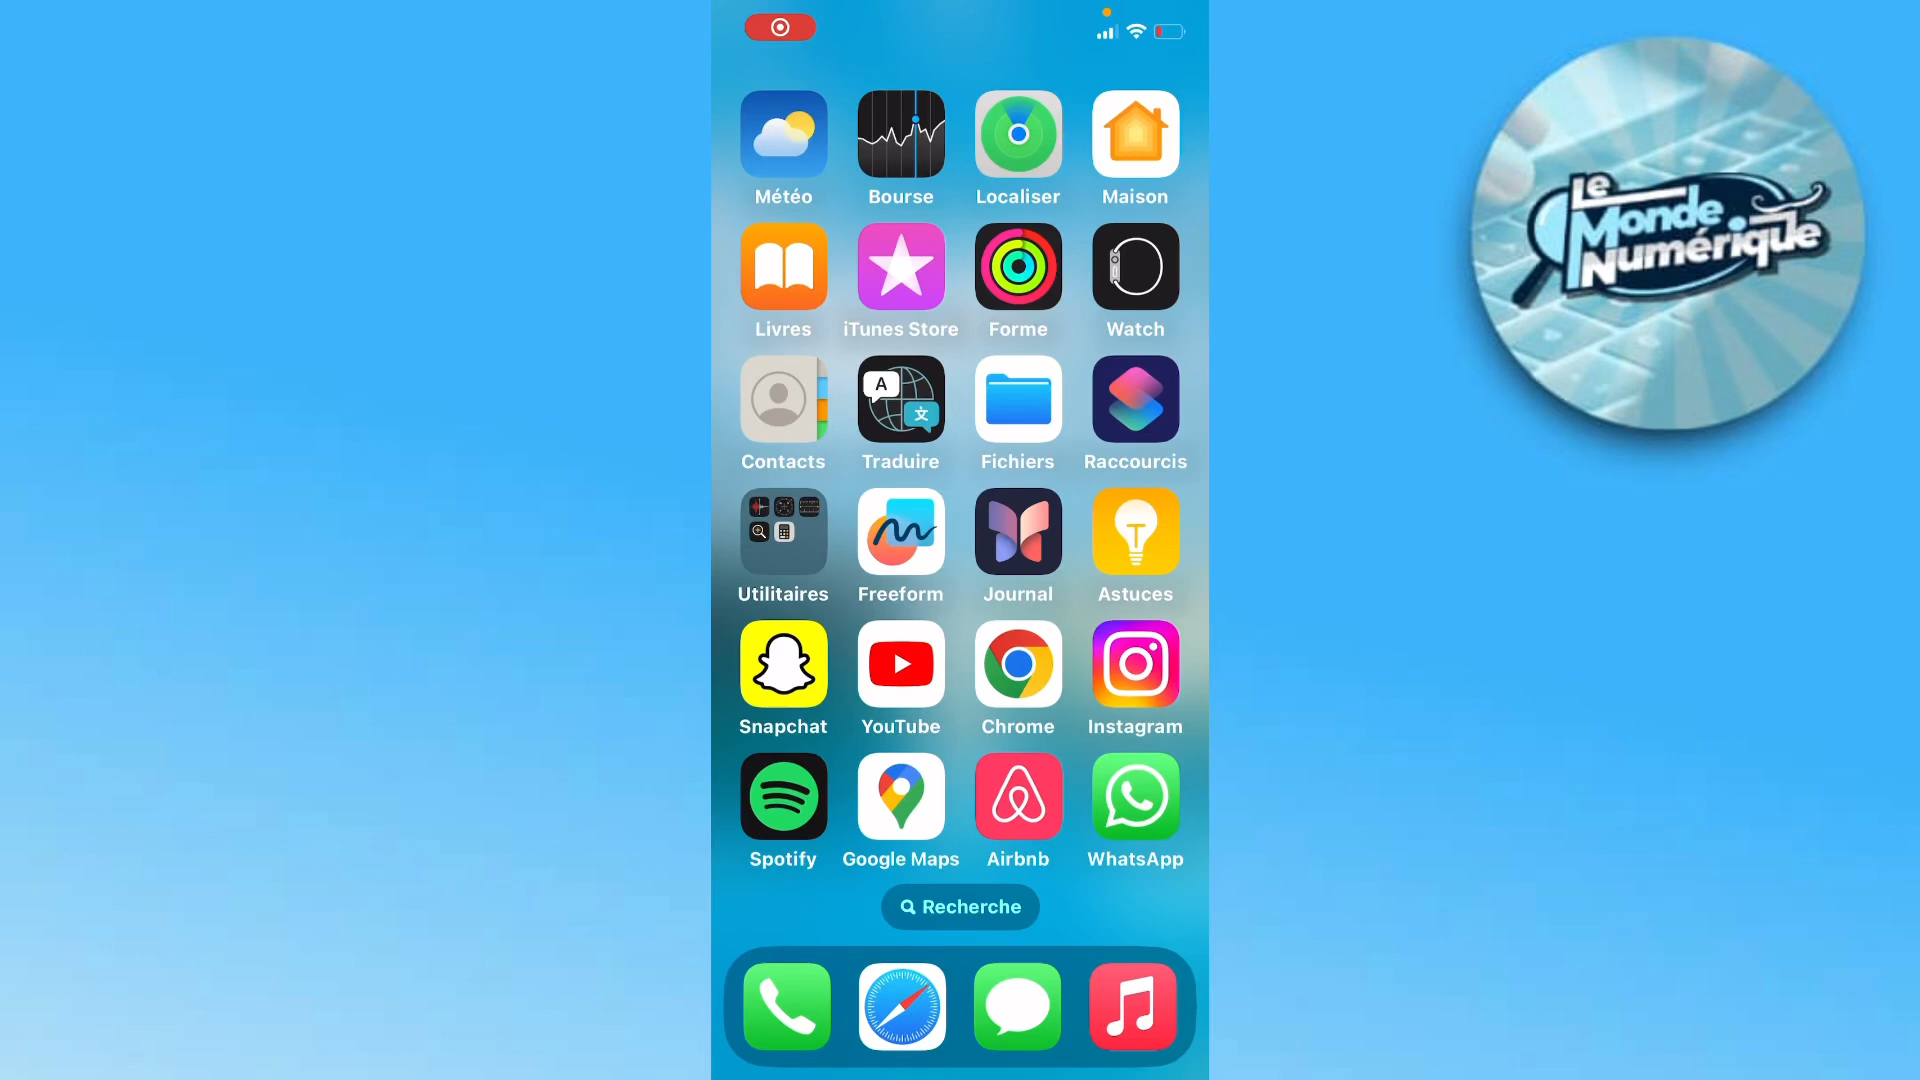 Météo Bourse Localiser Maison
Livres iTunes Store Forme Watch
A
文
Contacts Traduire Fichiers Raccourcis
Utilitaires Freeform Journal Astuces
Snapchat YouTube Chrome Instagram
Spotify Google Maps Airbnb WhatsApp
Recherche
Le
Monde
Numérique